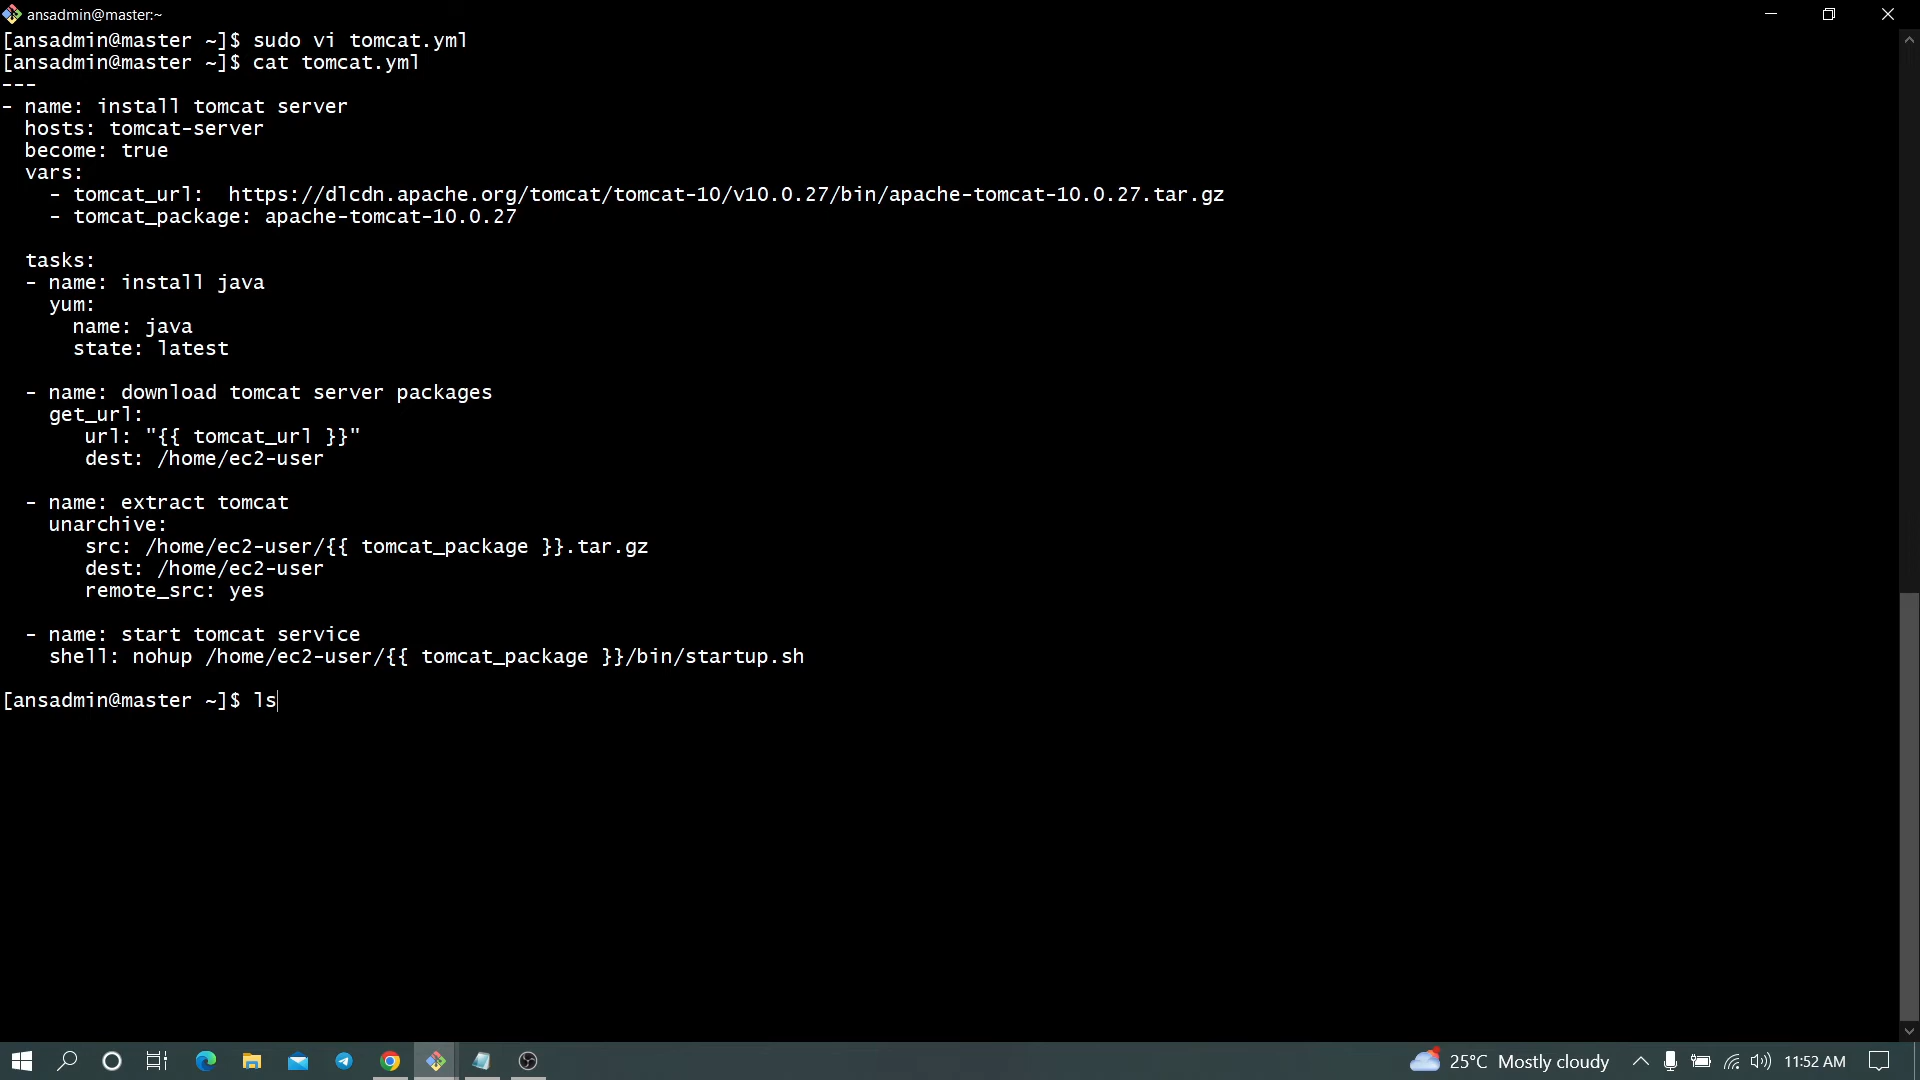 ansadmin@master:~
[ansadmin@master ~]$ sudo vi tomcat.yml
[ansadmin@master ~]$ cat tomcat.yml
---
- name: install tomcat server
  hosts: tomcat-server
  become: true
  vars:
    - tomcat_url:  https://dlcdn.apache.org/tomcat/tomcat-10/v10.0.27/bin/apache-tomcat-10.0.27.tar.gz
    - tomcat_package: apache-tomcat-10.0.27
  tasks:
  - name: install java
    yum:
      name: java
      state: latest
  - name: download tomcat server packages
    get_url:
       url: "{{ tomcat_url }}"
       dest: /home/ec2-user
  - name: extract tomcat
    unarchive:
       src: /home/ec2-user/{{ tomcat_package }}.tar.gz
       dest: /home/ec2-user
       remote_src: yes
  - name: start tomcat service
    shell: nohup /home/ec2-user/{{ tomcat_package }}/bin/startup.sh
[ansadmin@master ~]$ ls
25°C Mostly cloudy 11:52 AM